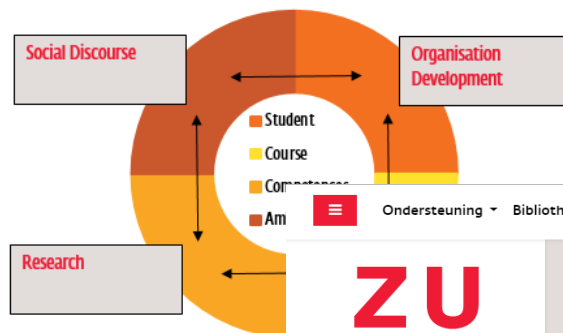 Social Discourse
Organisation
Development
Student
Course
Research
Ondersteuning
ZU